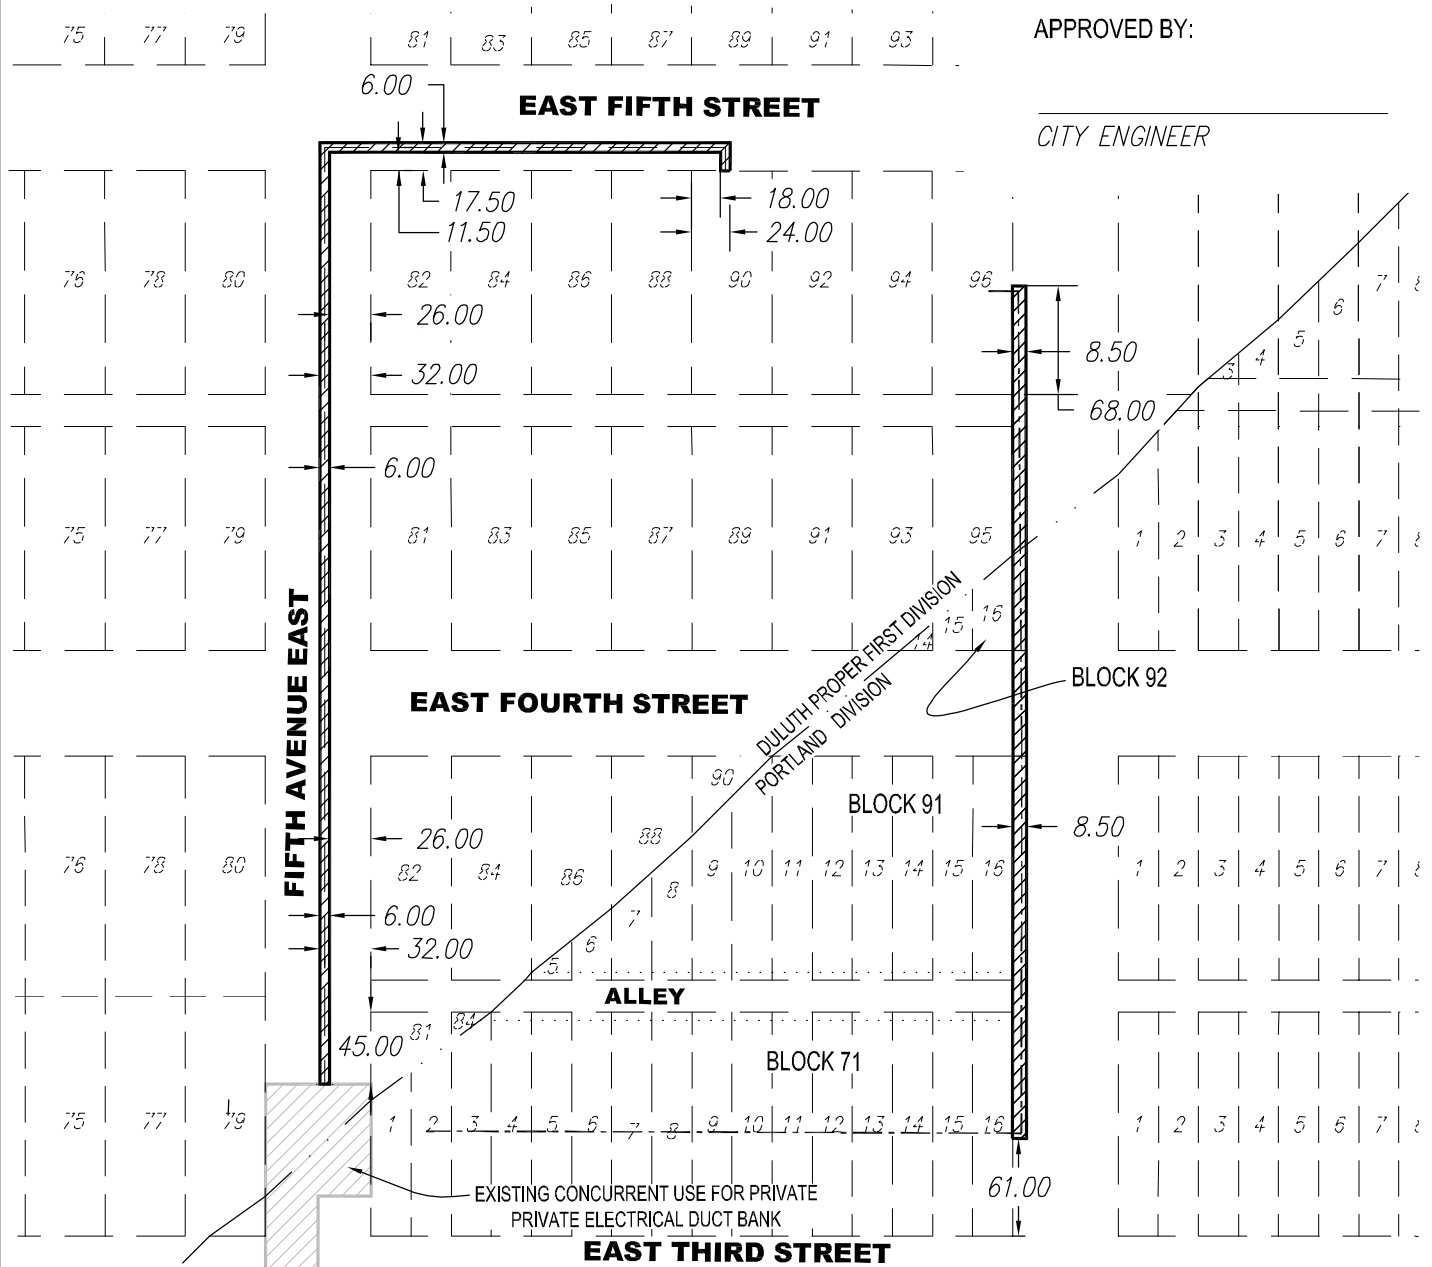 75 77 79 81 83 85 87 89 91 93
APPROVED BY:
6.00
EAST FIFTH STREET
CITY ENGINEER
17.50
18.00
11.50
24.00
76 78 80 82 84 86 88 90 92 94 96
7 8
6
26.00
5
8.50
4
32.00
3
68.00
6.00
75 77 79 81 83 85 87 89 91 93 95
1 2 3 4 5 6 7 8
FIFTH AVENUE EAST
DULUTH PROPER FIRST DIVISION
PORTLAND DIVISION
14 15 16
BLOCK 92
EAST FOURTH STREET
90
BLOCK 91
8.50
26.00
88
76 78 80 82 84 86
8 9 10 11 12 13 14 15 16
1 2 3 4 5 6 7 8
7
6.00
6
32.00
5
ALLEY
81 84
45.00
BLOCK 71
75 77 79
1 2 3 4 5 6 7 8 9 10 11 12 13 14 15 16
1 2 3 4 5 6 7 8
61.00
EXISTING CONCURRENT USE FOR PRIVATE
PRIVATE ELECTRICAL DUCT BANK
EAST THIRD STREET